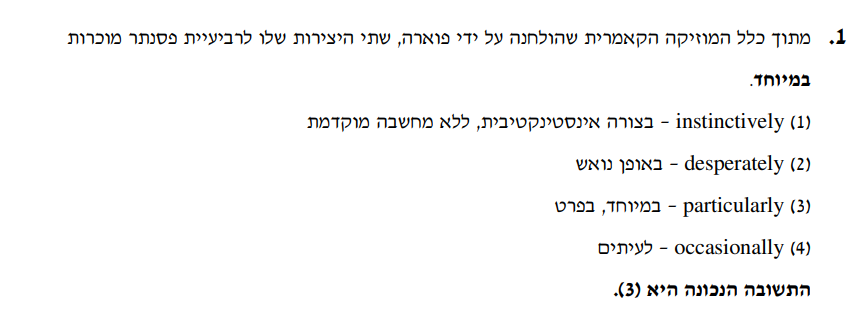 1. מתוך כלל המוזיקה הקאמרית שהולחנה על ידי פוארה, שתי היצירות שלו לרביעיית פסנתר מוכרות
במיוחד.
(1) instinctively – בצורה אינסטינקטיבית, ללא מחשבה מוקדמת
(2) desperately – באופן נואש
(3) particularly – במיוחד, בפרט
(4) occasionally – לעיתים
התשובה הנכונה היא (3).